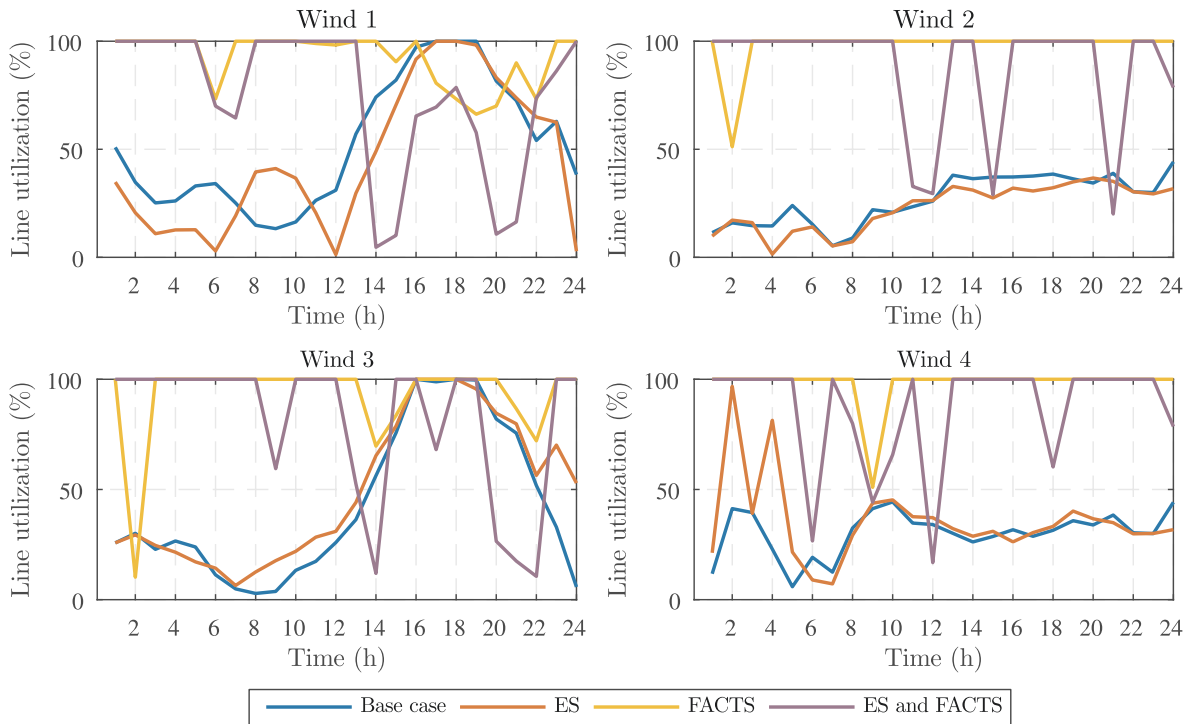 Wind 1
Wind 2
Line utilization (%)
100
50
0
2 4 6 8 10 12 14 16 18 20 22 24
Time (h)
Line utilization (%)
100
50
0
2 4 6 8 10 12 14 16 18 20 22 24
Time (h)
Wind 3
Wind 4
Line utilization (%)
100
50
0
2 4 6 8 10 12 14 16 18 20 22 24
Time (h)
Line utilization (%)
100
50
0
2 4 6 8 10 12 14 16 18 20 22 24
Time (h)
Base case ES FACTS ES and FACTS